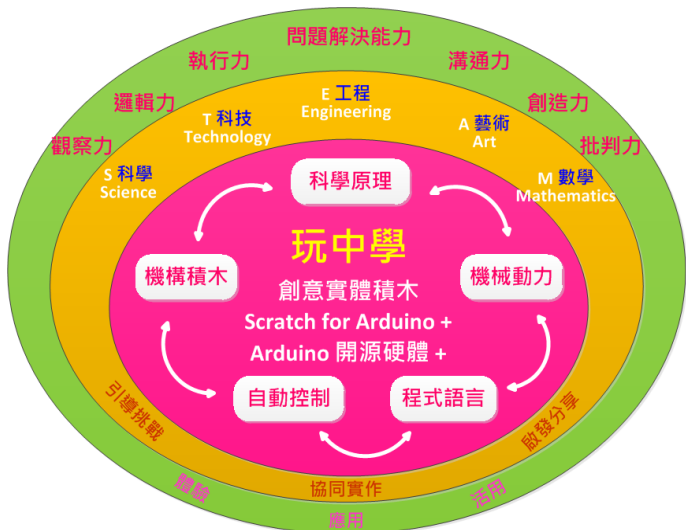 問題解決能力
執行力
溝通力
邏輯力
創造力
觀察力
批判力
E 工程
Engineering
T 科技
Technology
A 藝術
Art
S 科學
Science
M 數學
Mathematics
科學原理
機構積木
機械動力
玩中學
創意實體積木
Scratch for Arduino +
Arduino 開源硬體 +
自動控制
程式語言
引導挑戰
協同實作
啟發分享
體驗
應用
活用